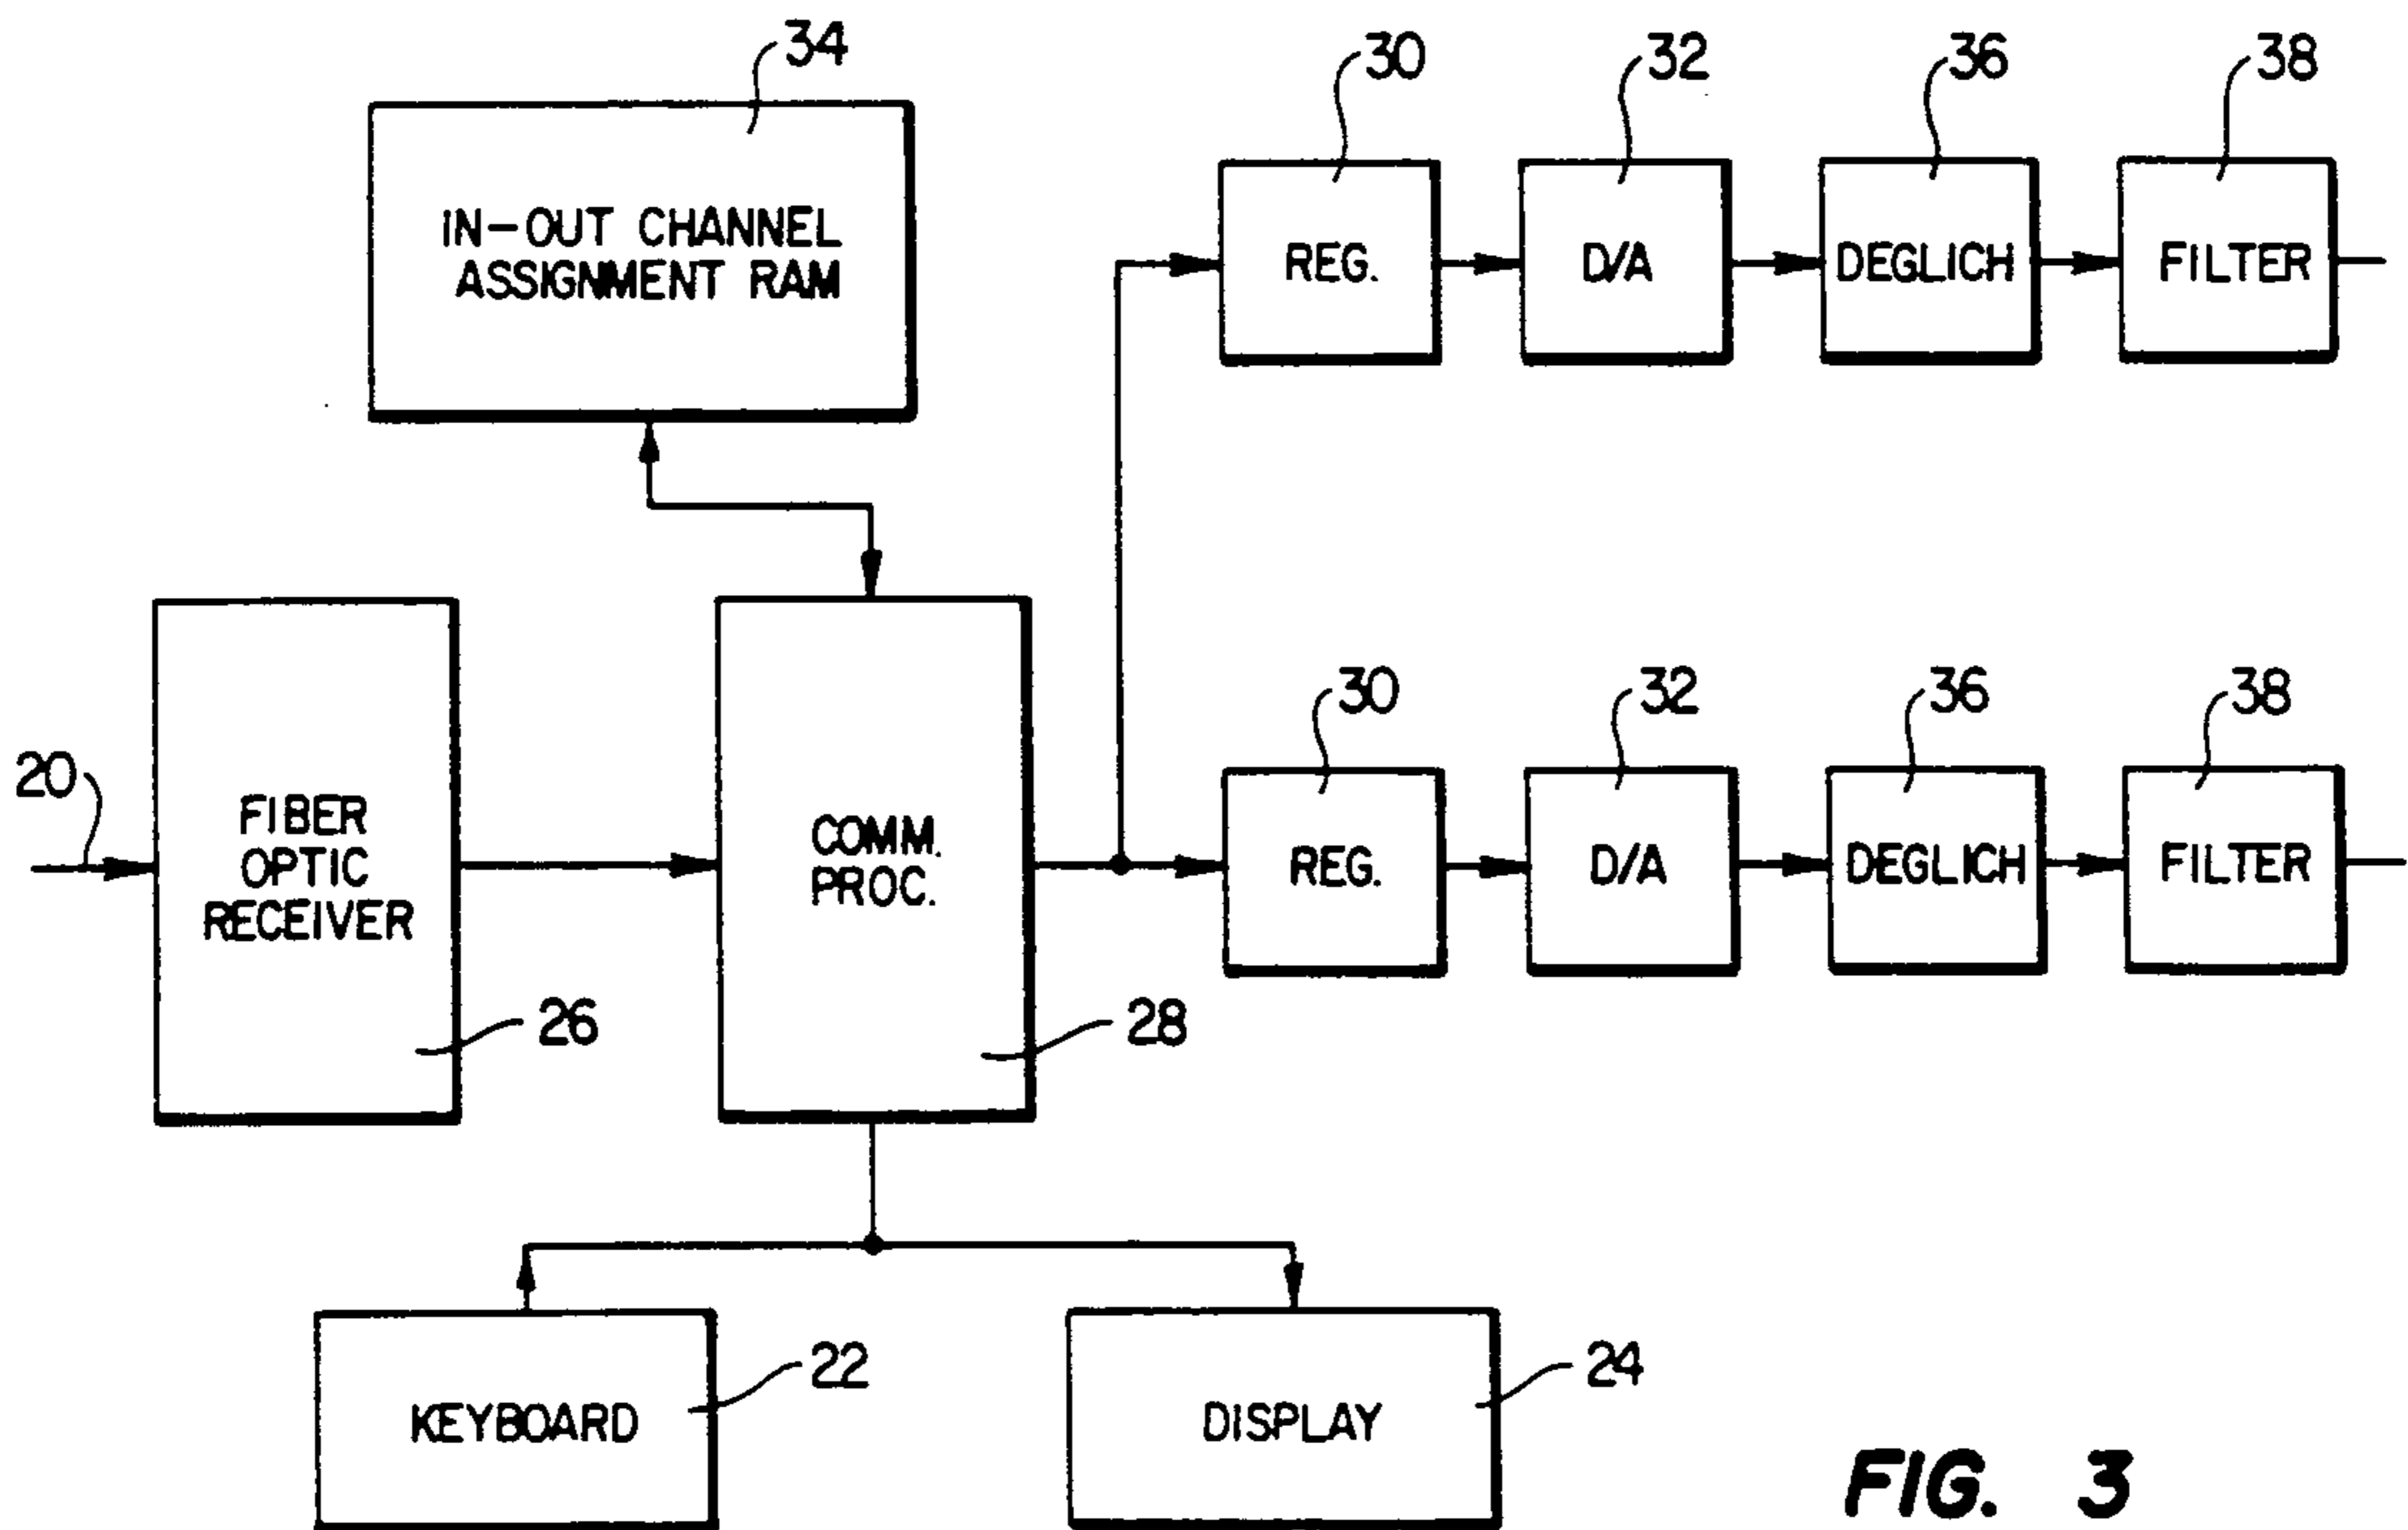 34
30
32
36
38
IN-OUT CHANNEL
ASSIGNMENT RAM
REG.
D/A
DEGLICH
FILTER
30
32
36
38
20
FIBER
OPTIC
RECEIVER
COMM.
PROC.
REG.
D/A
DEGLICH
FILTER
26
28
22
24
KEYBOARD
DISPLAY
FIG. 3